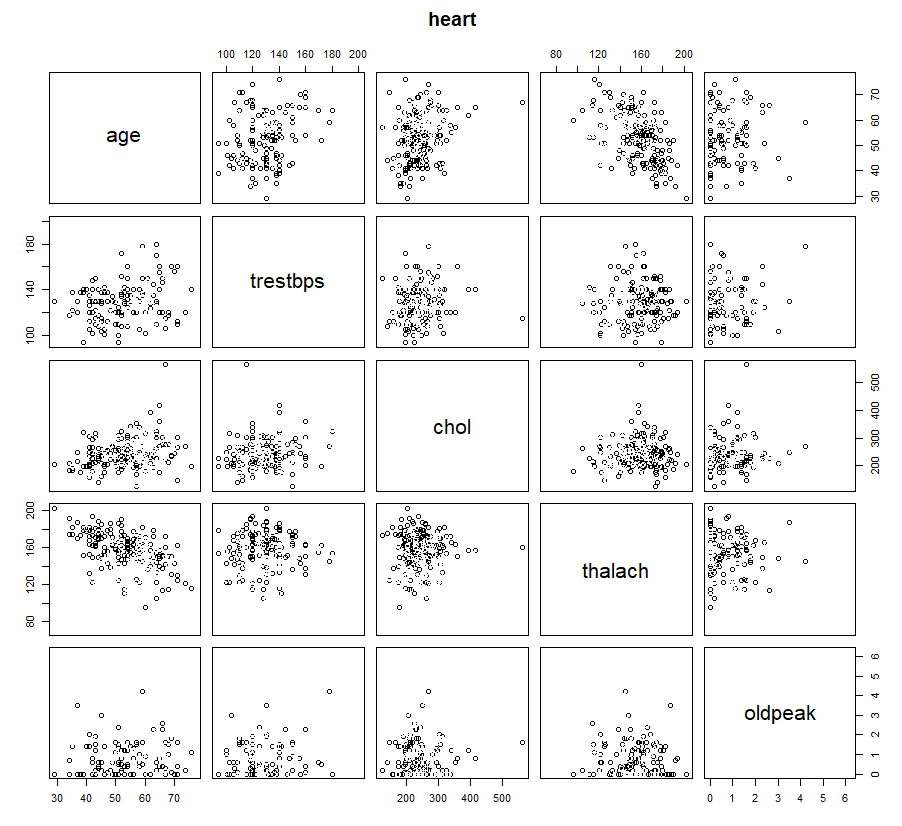 heart
100 120 140 160 180 200
80 120 160 200
age
30 40 50 60 70
100 140 180
trestbps
chol
200 300 400 500
80 120 160 200
thalach
oldpeak
0 1 2 3 4 5 6
30 40 50 60 70
200 300 400 500
0 1 2 3 4 5 6